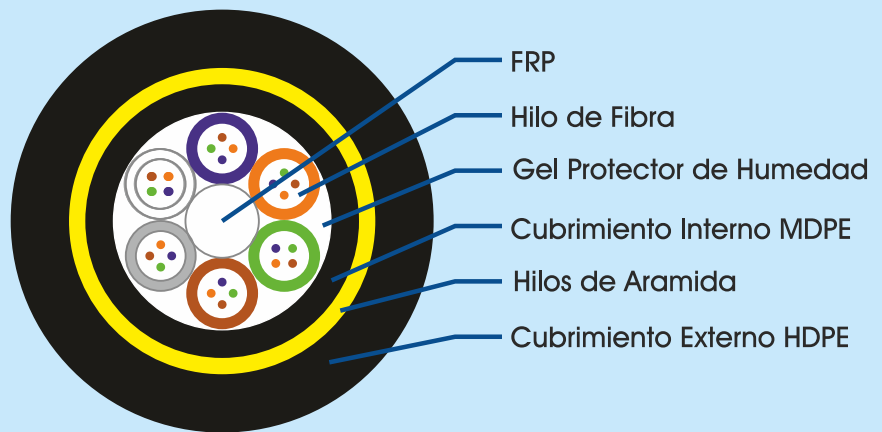 FRP
Hilo de Fibra
Gel Protector de Humedad
Cubrimiento Interno MDPE
Hilos de Aramida
Cubrimiento Externo HDPE